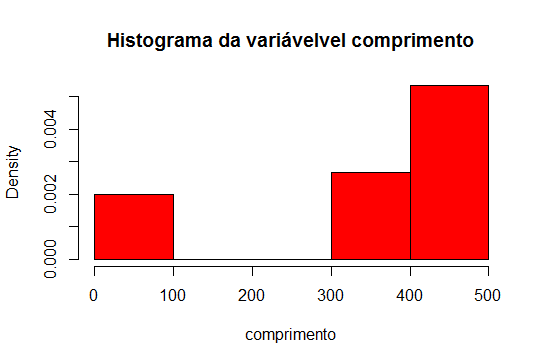 Histograma da variávelvel comprimento
Density
0.004
0.002
0.000
0 100 200 300 400 500
comprimento